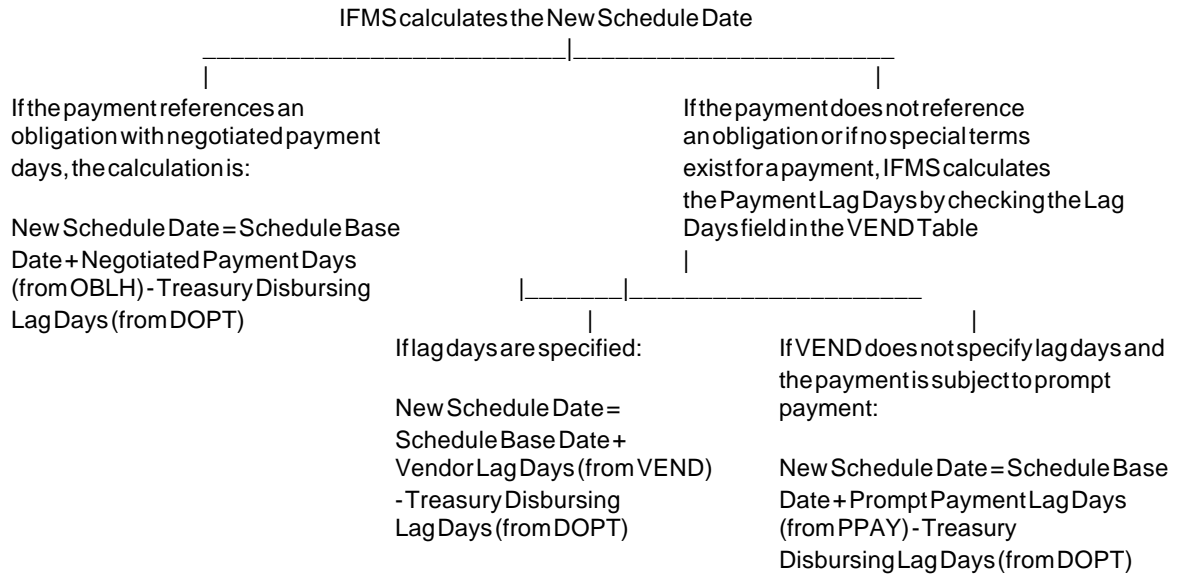 IFMS calculates the New Schedule Date
__________________________|_______________________
|
|
If the payment references an
obligation with negotiated payment
days, the calculation is:
New Schedule Date = Schedule Base
Date + Negotiated Payment Days
(from OBLH) - Treasury Disbursing
Lag Days (from DOPT)
If the payment does not reference
an obligation or if no special terms
exist for a payment, IFMS calculates
the Payment Lag Days by checking the Lag
Days field in the VEND Table
|
|_______|_____________________
|
|
If lag days are specified:
New Schedule Date =
Schedule Base Date +
Vendor Lag Days (from VEND)
- Treasury Disbursing
Lag Days (from DOPT)
If VEND does not specify lag days and
the payment is subject to prompt
payment:
New Schedule Date = Schedule Base
Date + Prompt Payment Lag Days
(from PPAY) - Treasury
Disbursing Lag Days (from DOPT)